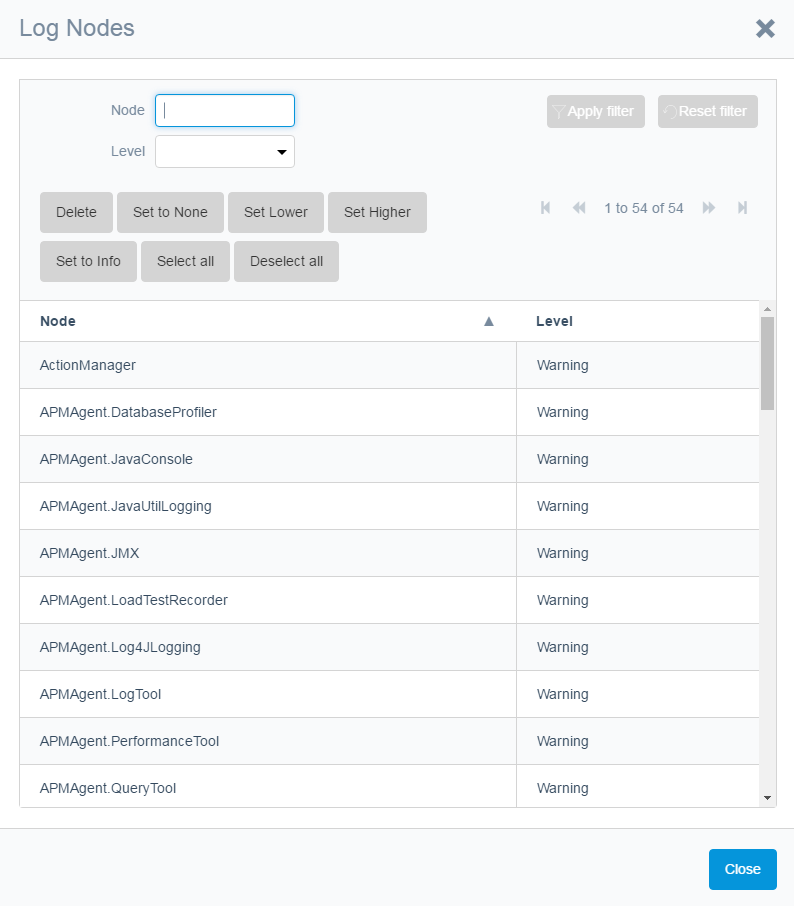 Log Nodes
Node
Apply filter Reset filter
Level
Delete Set to None Set Lower Set Higher
1 to 54 of 54
Set to Info Select all Deselect all
Node Level
ActionManager Warning
APMAgent.DatabaseProfiler Warning
APMAgent.JavaConsole Warning
APMAgent.JavaUtilLogging Warning
APMAgent.JMX Warning
APMAgent.LoadTestRecorder Warning
APMAgent.Log4JLogging Warning
APMAgent.LogTool Warning
APMAgent.PerformanceTool Warning
APMAgent.QueryTool Warning
Close